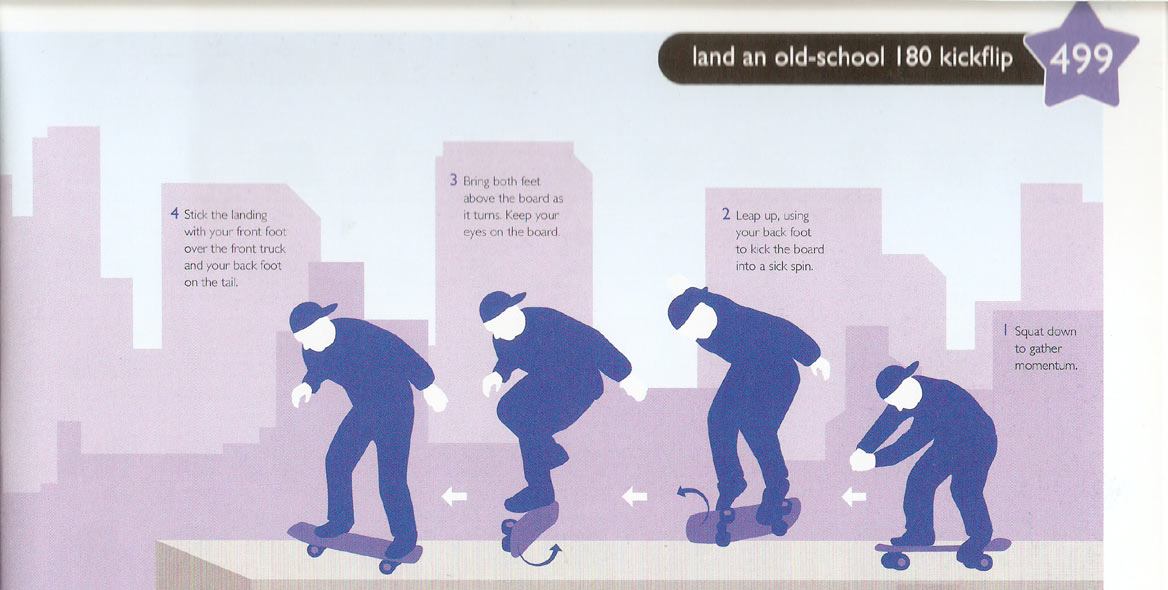 land an old-school 180 kickflip
499
1 Squat down
to gather
momentum.
2 Leap up, using
your back foot
to kick the board
into a sick spin.
3 Bring both feet
above the board as
it turns. Keep your
eyes on the board.
4 Stick the landing
with your front foot
over the front truck
and your back foot
on the tail.